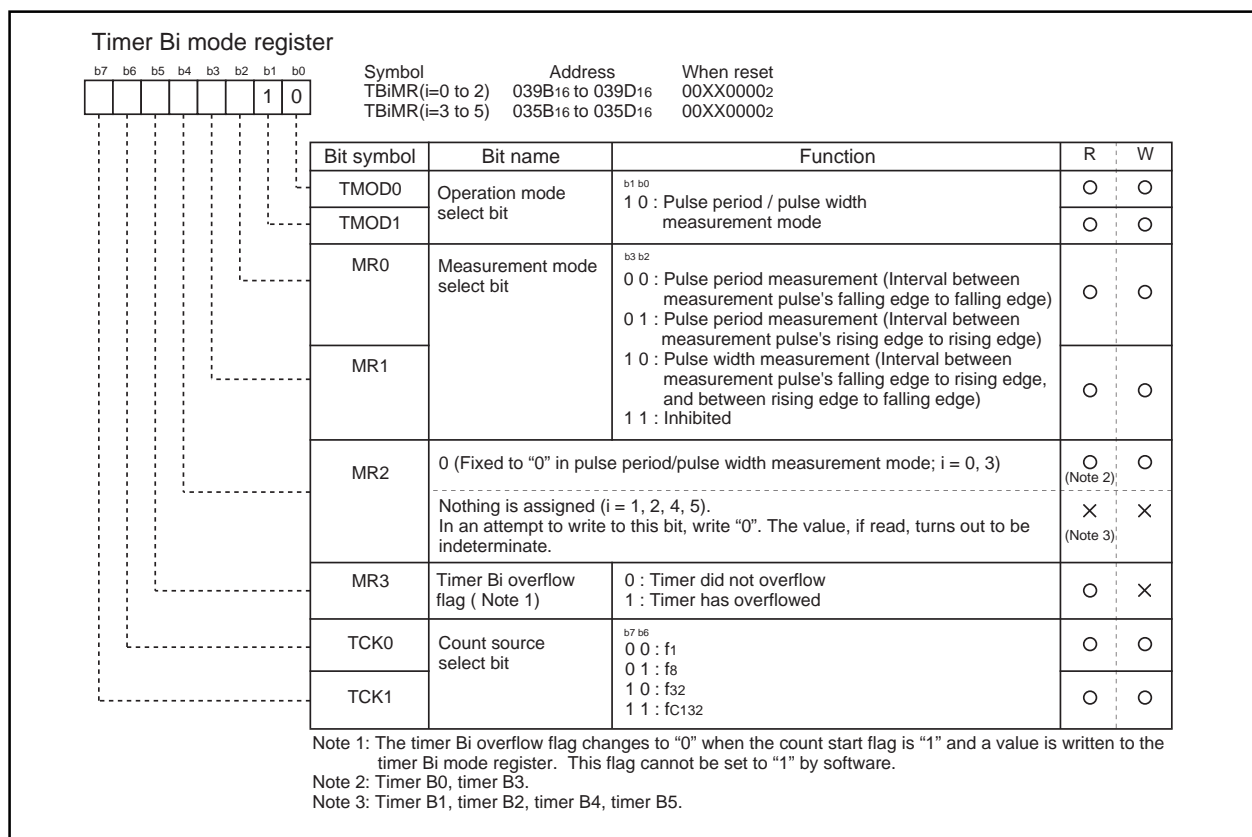 Timer Bi mode register
b7 b6 b5 b4 b3 b2 b1 b0
1 0
Symbol Address When reset
TBiMR(i=0 to 2) 039B16 to 039D16 00XX00002
TBiMR(i=3 to 5) 035B16 to 035D16 00XX00002
Bit symbol Bit name Function R W
TMOD0 Operation mode select bit
b1 b0
1 0 : Pulse period / pulse width
measurement mode
TMOD1
MR0 Measurement mode
select bit
b3 b2
0 0 : Pulse period measurement (Interval between
measurement pulse's falling edge to falling edge)
0 1 : Pulse period measurement (Interval between
measurement pulse's rising edge to rising edge)
MR1
1 0 : Pulse width measurement (Interval between
measurement pulse's falling edge to rising edge,
and between rising edge to falling edge)
1 1 : Inhibited
MR2
0 (Fixed to “0” in pulse period/pulse width measurement mode; i = 0, 3)
(Note 2)
Nothing is assigned (i = 1, 2, 4, 5).
In an attempt to write to this bit, write “0”. The value, if read, turns out to be
indeterminate.
(Note 3)
MR3 Timer Bi overflow
flag ( Note 1)
0 : Timer did not overflow
1 : Timer has overflowed
TCK0 Count source
select bit
b7 b6
0 0 : f1
0 1 : f8
TCK1
1 0 : f32
1 1 : fC132
Note 1: The timer Bi overflow flag changes to “0” when the count start flag is “1” and a value is written to the
timer Bi mode register. This flag cannot be set to “1” by software.
Note 2: Timer B0, timer B3.
Note 3: Timer B1, timer B2, timer B4, timer B5.